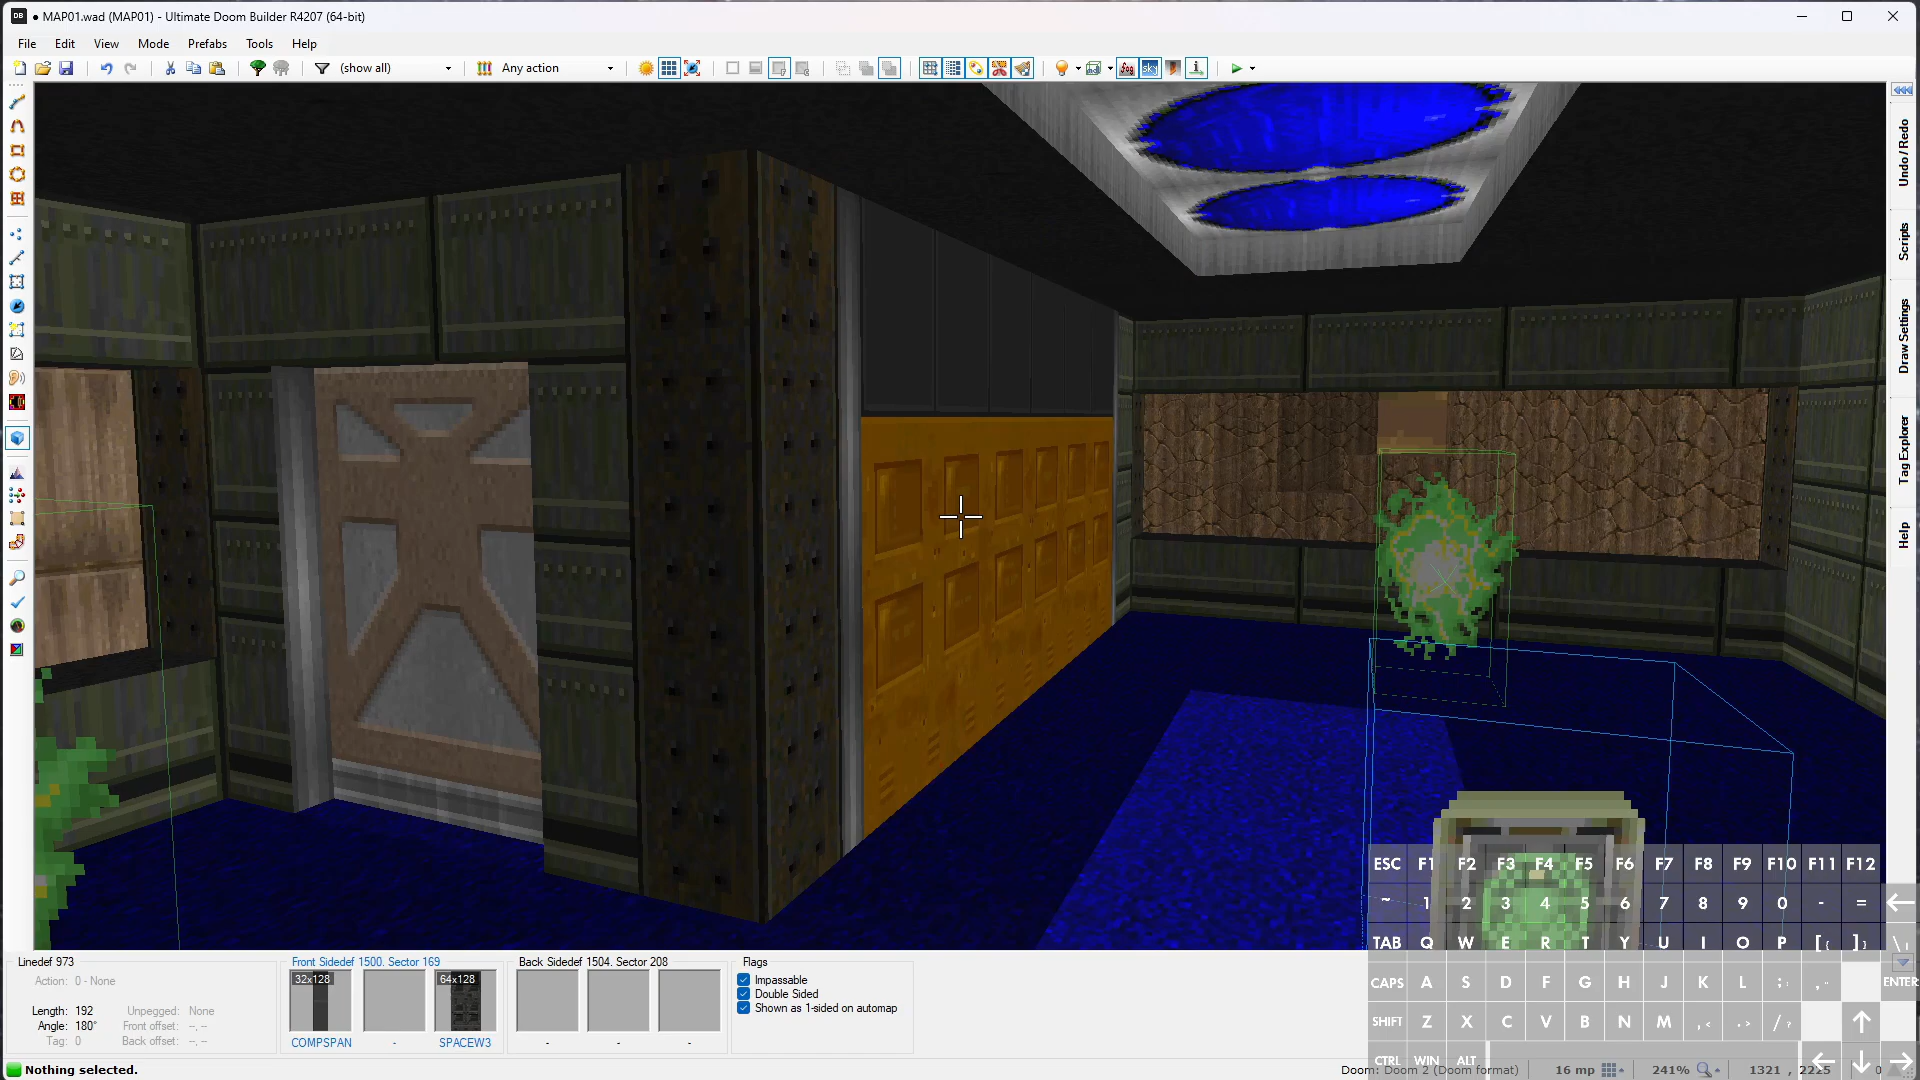 DB • MAP01.wad (MAP01) - Ultimate Doom Builder R4207 (64-bit)
File Edit View Mode Prefabs Tools Help
(show all) Any action
Undo / Redo
Scripts
Draw Settings
Tag Explorer
Help
ESC F1 F2 F3 F4 F5 F6 F7 F8 F9 F10 F11 F12
~ 1 2 3 4 5 6 7 8 9 0 - =
TAB Q W E R T Y U I O P [{ ]} \|
CAPS A S D F G H J K L ;: ENTER
SHIFT Z X C V B N M ,< .> /?
CTRL WIN ALT
Linedef 973
Action: 0 - None
Length: 192 Unpegged: None
Angle: 180° Front offset: --, --
Tag: 0 Back offset: --, --
Front Sidedef 1500. Sector 169
32x128 64x128
COMPSPAN - SPACEW3
Back Sidedef 1504. Sector 208
- - -
Flags
Impassable
Double Sided
Shown as 1-sided on automap
Nothing selected.
Doom: Doom 2 (Doom format) 16 mp 241% 1321 , 2225